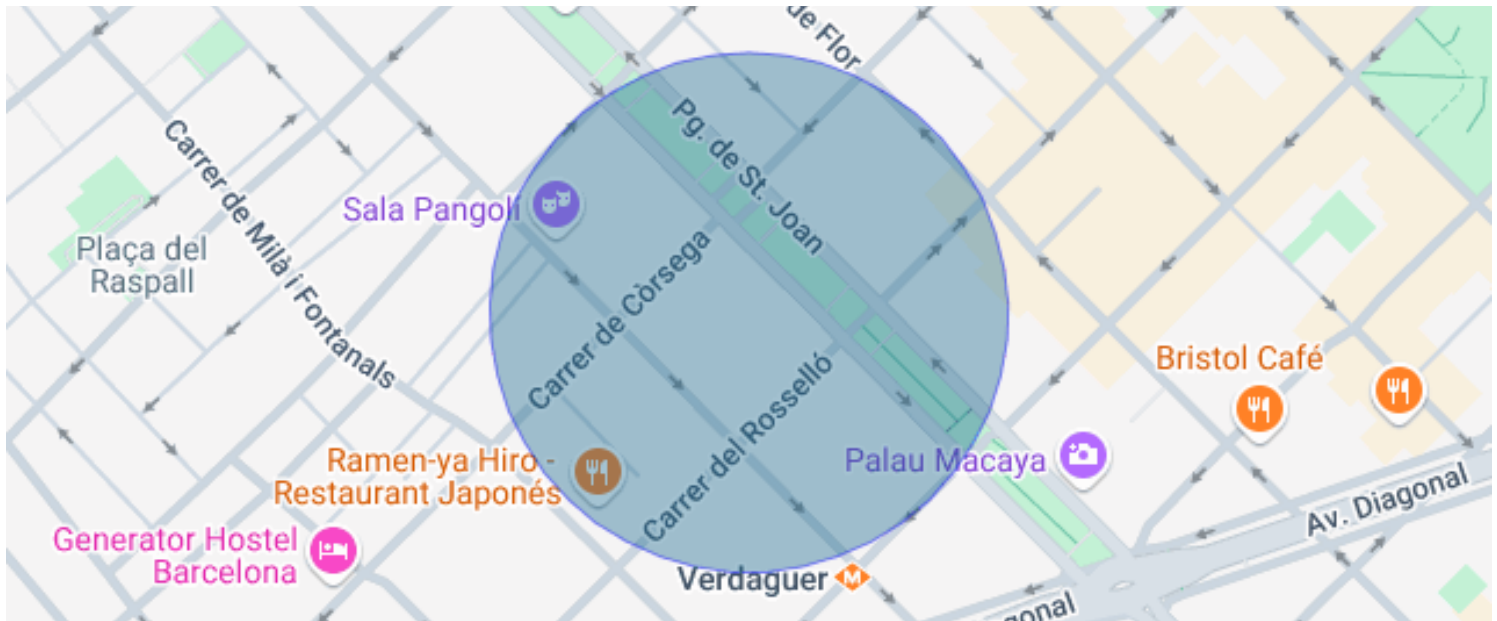 de Flor
Pg. de St. Joan
Carrer de Milà i Fontanals
Sala Pangolí
Plaça del
Raspall
Carrer de Còrsega
Bristol Café
Carrer del Rosselló
Ramen-ya Hiro -
Restaurant Japonés
Palau Macaya
Av. Diagonal
Generator Hostel
Barcelona
Verdaguer
M
onal